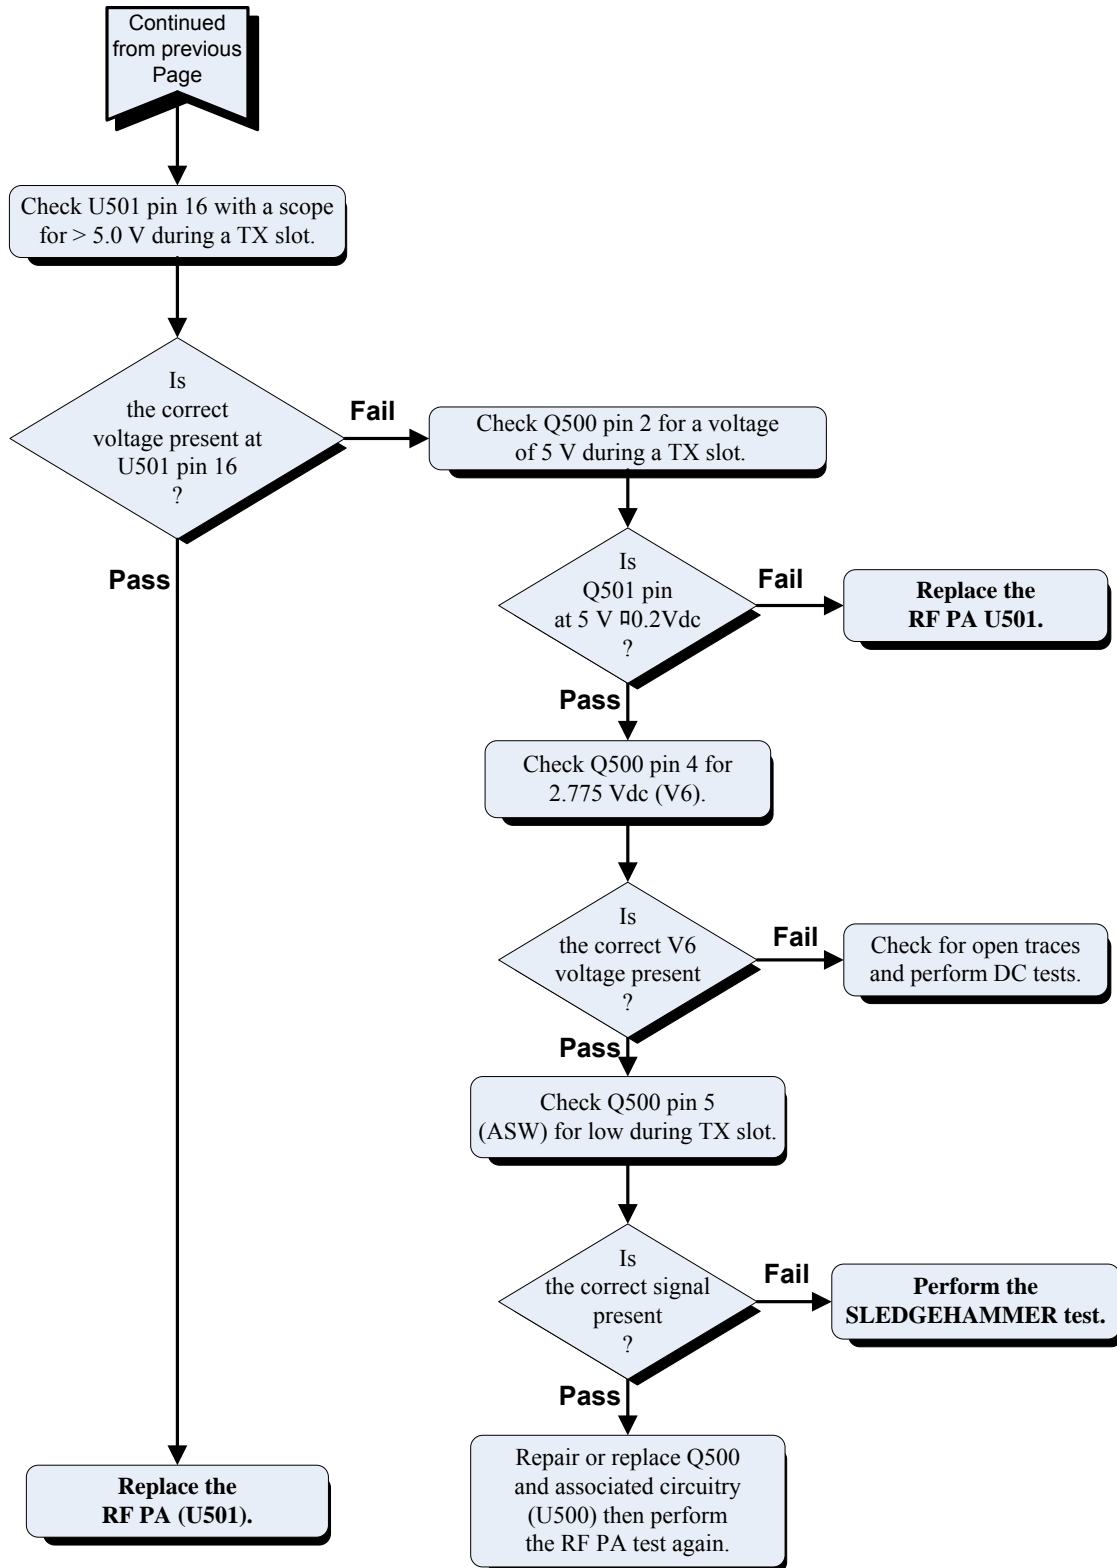 Continued
from previous
Page
Check U501 pin 16 with a scope
for > 5.0 V during a TX slot.
Is
the correct
voltage present at
U501 pin 16
?
Fail
Pass
Check Q500 pin 2 for a voltage
of 5 V during a TX slot.
Is
Q501 pin
at 5 V 0.2Vdc
?
Fail
Replace the
RF PA U501.
Pass
Check Q500 pin 4 for
2.775 Vdc (V6).
Is
the correct V6
voltage present
?
Fail
Check for open traces
and perform DC tests.
Pass
Check Q500 pin 5
(ASW) for low during TX slot.
Is
the correct signal
present
?
Fail
Perform the
SLEDGEHAMMER test.
Pass
Repair or replace Q500
and associated circuitry
(U500) then perform
the RF PA test again.
Replace the
RF PA (U501).